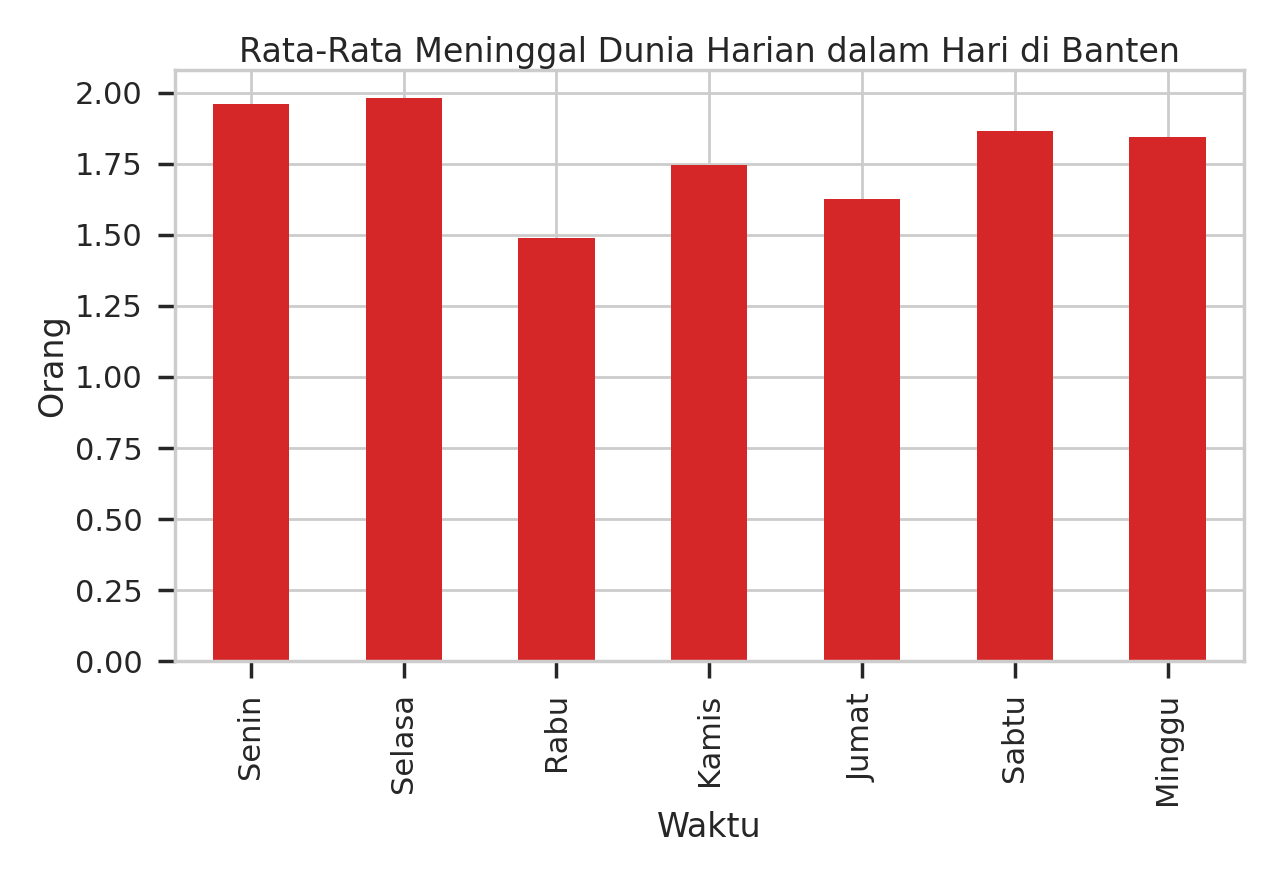 Rata-Rata Meninggal Dunia Harian dalam Hari di Banten
2.00
1.75
1.50
1.25
1.00
0.75
0.50
0.25
0.00
Orang
Senin
Selasa
Rabu
Kamis
Jumat
Sabtu
Minggu
Waktu